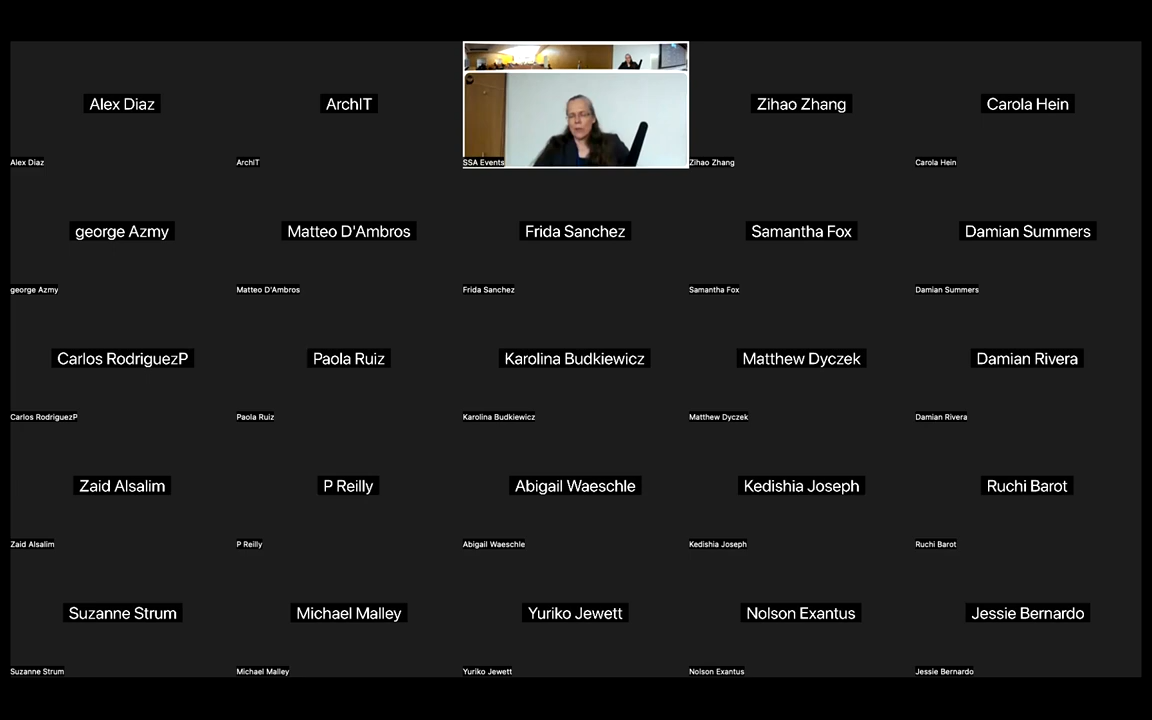 Alex Diaz
ArchIT
Zihao Zhang
Carola Hein
Alex Diaz
ArchIT
SSA Events
Zihao Zhang
Carola Hein
george Azmy
Matteo D'Ambros
Frida Sanchez
Samantha Fox
Damian Summers
george Azmy
Matteo D'Ambros
Frida Sanchez
Samantha Fox
Damian Summers
Carlos RodriguezP
Paola Ruiz
Karolina Budkiewicz
Matthew Dyczek
Damian Rivera
Carlos RodriguezP
Paola Ruiz
Karolina Budkiewicz
Matthew Dyczek
Damian Rivera
Zaid Alsalim
P Reilly
Abigail Waeschle
Kedishia Joseph
Ruchi Barot
Zaid Alsalim
P Reilly
Abigail Waeschle
Kedishia Joseph
Ruchi Barot
Suzanne Strum
Michael Malley
Yuriko Jewett
Nolson Exantus
Jessie Bernardo
Suzanne Strum
Michael Malley
Yuriko Jewett
Nolson Exantus
Jessie Bernardo